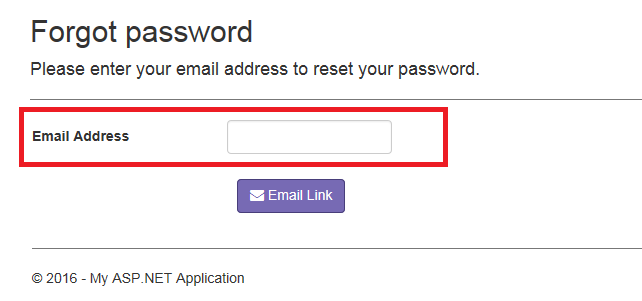 Forgot password
Please enter your email address to reset your password.
Email Address
Email Link
© 2016 - My ASP.NET Application